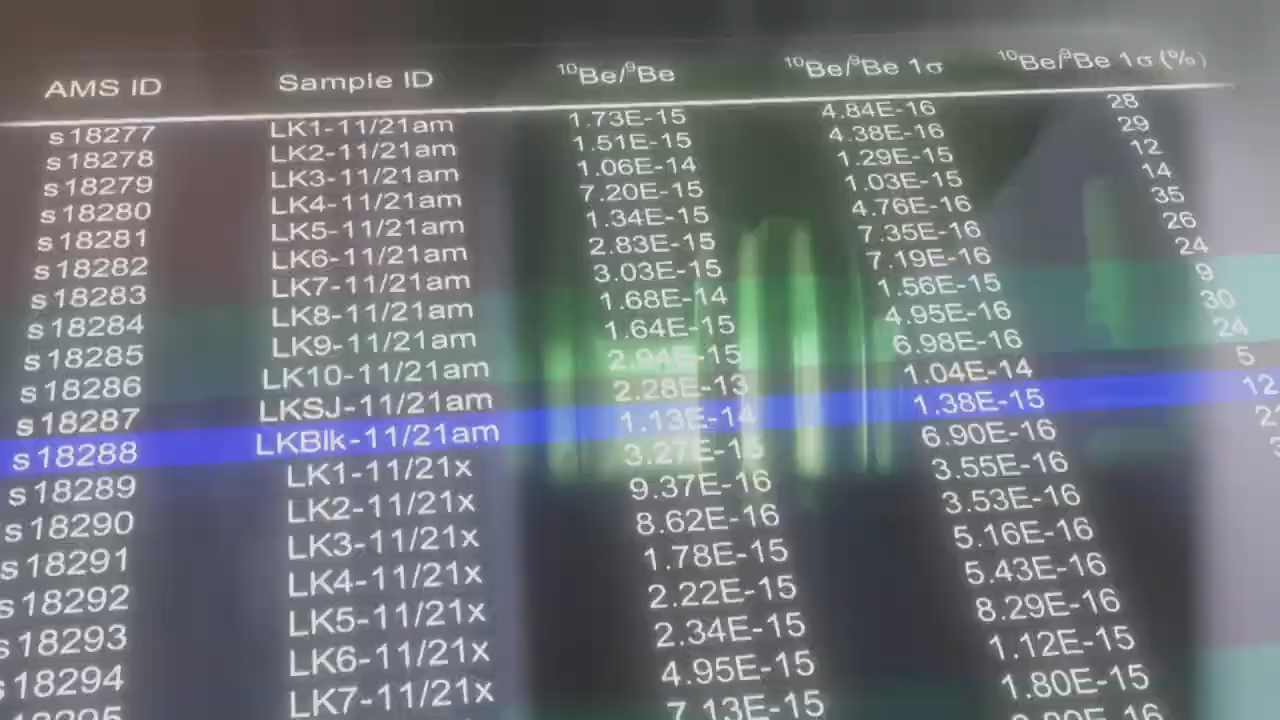 AMS ID Sample ID ¹⁰Be/⁹Be ¹⁰Be/⁹Be 1σ ¹⁰Be/⁹Be 1σ (%)
s18277 LK1-11/21am 1.73E-15 4.84E-16 28
s18278 LK2-11/21am 1.51E-15 4.38E-16 29
s18279 LK3-11/21am 1.06E-14 1.29E-15 12
s18280 LK4-11/21am 7.20E-15 1.03E-15 14
s18281 LK5-11/21am 1.34E-15 4.76E-16 35
s18282 LK6-11/21am 2.83E-15 7.35E-16 26
s18283 LK7-11/21am 3.03E-15 7.19E-16 24
s18284 LK8-11/21am 1.68E-14 1.56E-15 9
s18285 LK9-11/21am 1.64E-15 4.95E-16 30
s18286 LK10-11/21am 2.94E-15 6.98E-16 24
s18287 LKSJ-11/21am 2.28E-13 1.04E-14 5
s18288 LKBlk-11/21am 1.13E-14 1.38E-15 12
s18289 LK1-11/21x 3.27E-15 6.90E-16
s18290 LK2-11/21x 9.37E-16 3.55E-16
s18291 LK3-11/21x 8.62E-16 3.53E-16
s18292 LK4-11/21x 1.78E-15 5.16E-16
s18293 LK5-11/21x 2.22E-15 5.43E-16
s18294 LK6-11/21x 2.34E-15 8.29E-16
LK7-11/21x 4.95E-15 1.12E-15
7.13E-15 1.80E-15